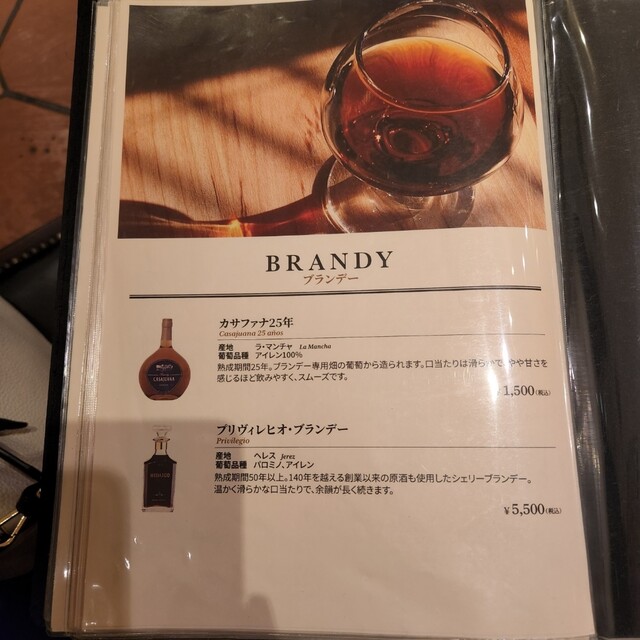 BRANDY
ブランデー
カサファナ25年
Casajuana 25 años
産地 ラ・マンチャ La Mancha
葡萄品種 アイレン100%
熟成期間25年。ブランデー専用畑の葡萄から造られます。口当たりは滑らかで、やや甘さを
感じるほど飲みやすく、スムーズです。
¥1,500(税込)
CASAJUANA
プリヴィレヒオ・ブランデー
Privilegio
産地 ヘレス Jerez
葡萄品種 パロミノ、アイレン
熟成期間50年以上。140年を越える創業以来の原酒も使用したシェリーブランデー。
温かく滑らかな口当たりで、余韻が長く続きます。
¥5,500(税込)